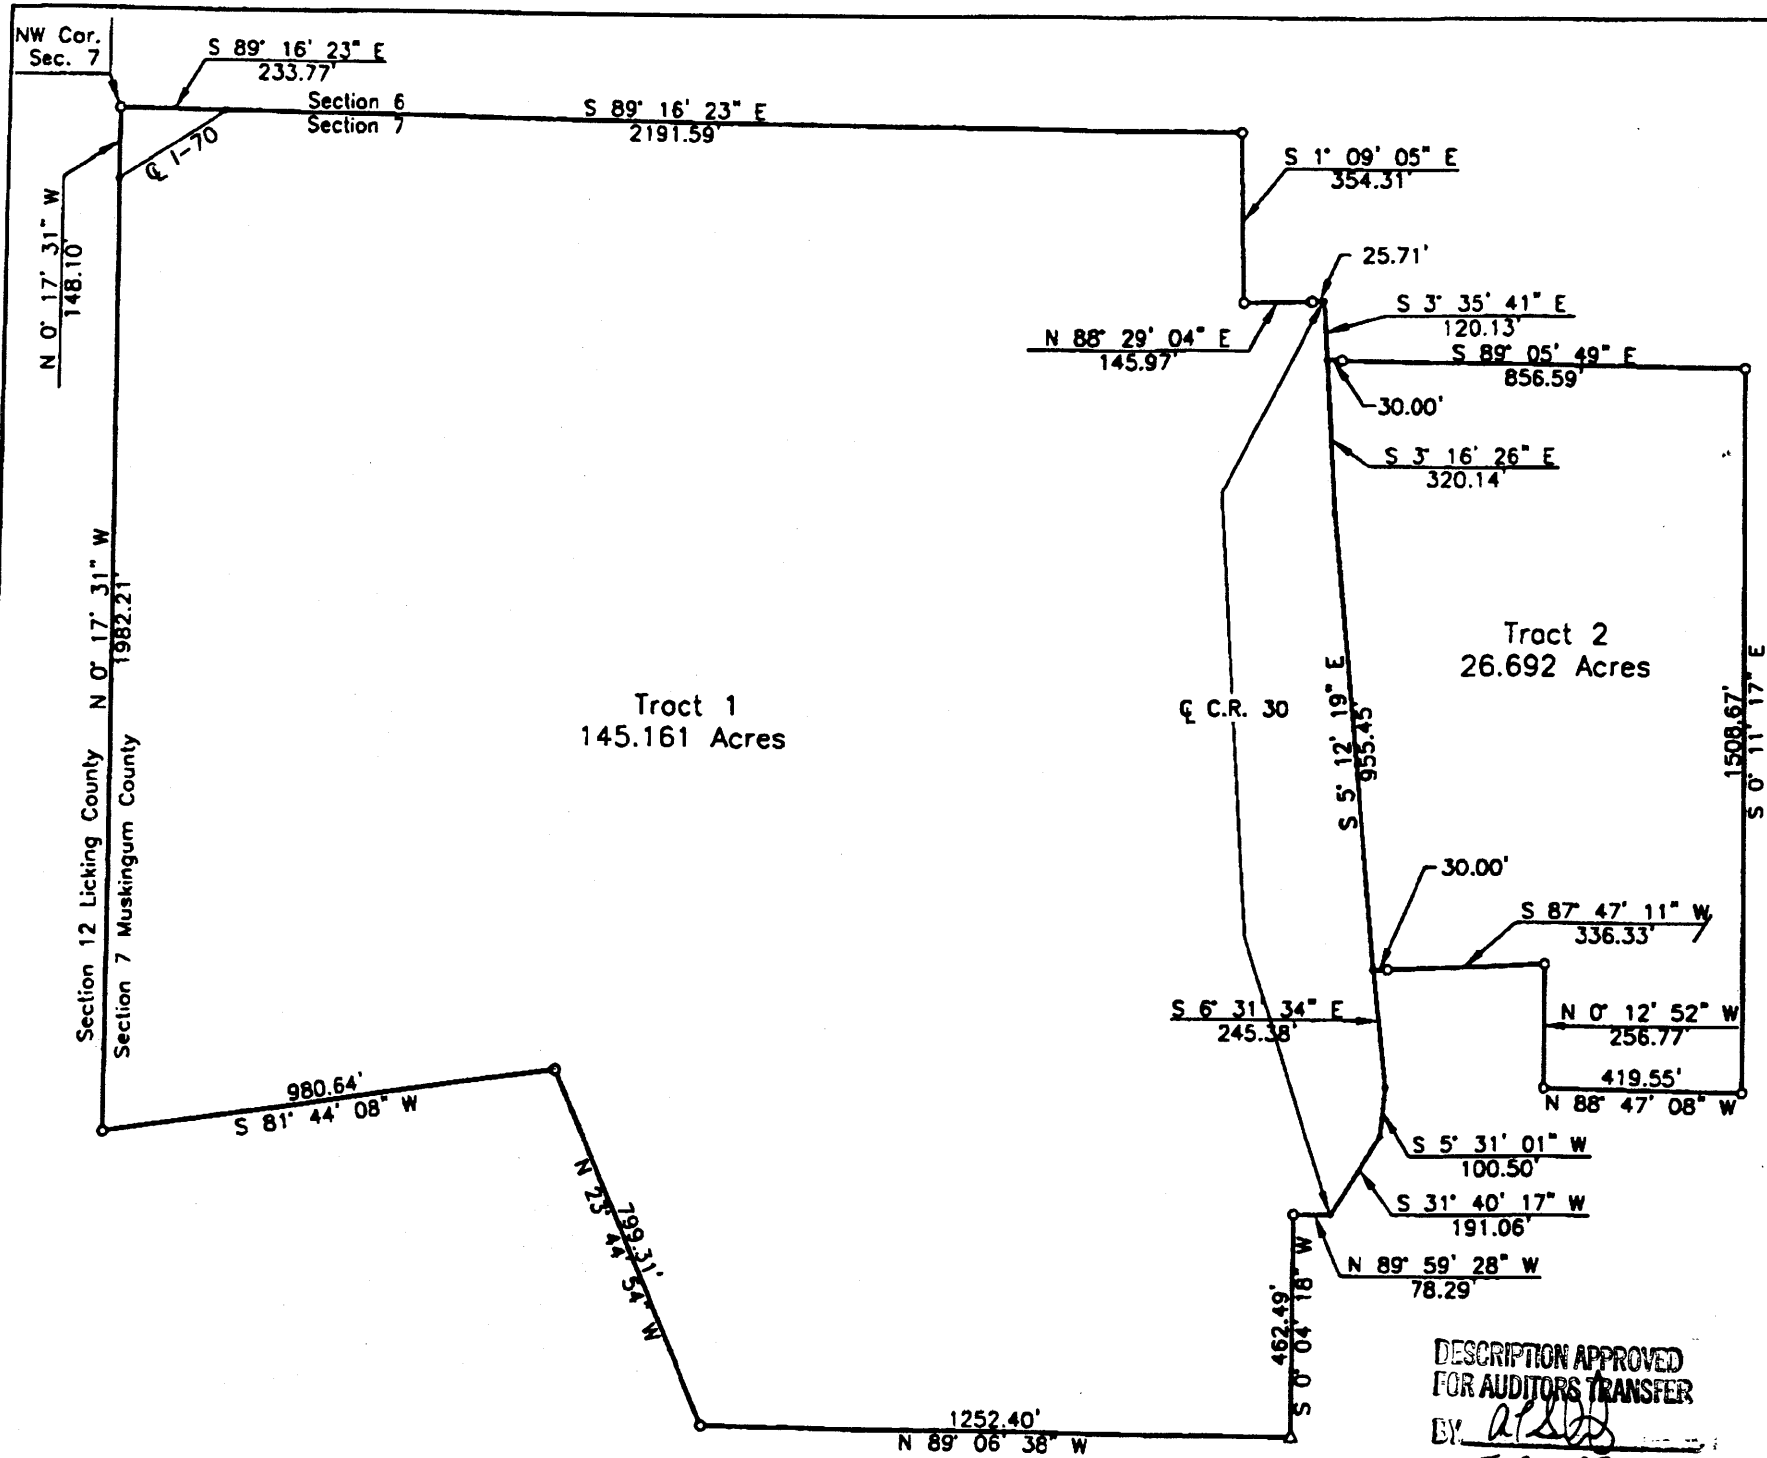 NW Cor.
Sec. 7
S 89° 16' 23" E
233.77'
Section 6
Section 7
S 89° 16' 23" E
2191.59'
℄ I-70
N 0° 17' 31" W
148.10'
S 1° 09' 05" E
354.31'
25.71'
S 3° 35' 41" E
120.13'
N 88° 29' 04" E
145.97'
S 89° 05' 49" E
856.59'
30.00'
S 3° 16' 26" E
320.14'
N 0° 17' 31" W
1982.21'
Section 12 Licking County
Section 7 Muskingum County
Tract 1
145.161 Acres
℄ C.R. 30
S 5° 12' 19" E
955.45'
Tract 2
26.692 Acres
1508.67'
S 0° 11' 17" E
30.00'
S 87° 47' 11" W
336.33'
S 6° 31' 34" E
245.38'
N 0° 12' 52" W
256.77'
419.55'
N 88° 47' 08" W
980.64'
S 81° 44' 08" W
S 5° 31' 01" W
100.50'
799.31'
N 23° 44' 54" W
S 31° 40' 17" W
191.06'
N 89° 59' 28" W
78.29'
462.49'
S 0° 04' 18" W
1252.40'
N 89° 06' 38" W
DESCRIPTION APPROVED
FOR AUDITORS TRANSFER
BY